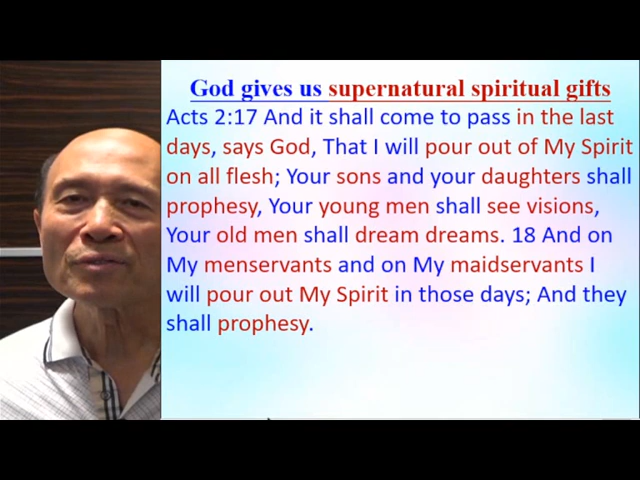 God gives us supernatural spiritual gifts
Acts 2:17 And it shall come to pass in the last
days, says God, That I will pour out of My Spirit
on all flesh; Your sons and your daughters shall
prophesy, Your young men shall see visions,
Your old men shall dream dreams. 18 And on
My menservants and on My maidservants I
will pour out My Spirit in those days; And they
shall prophesy.